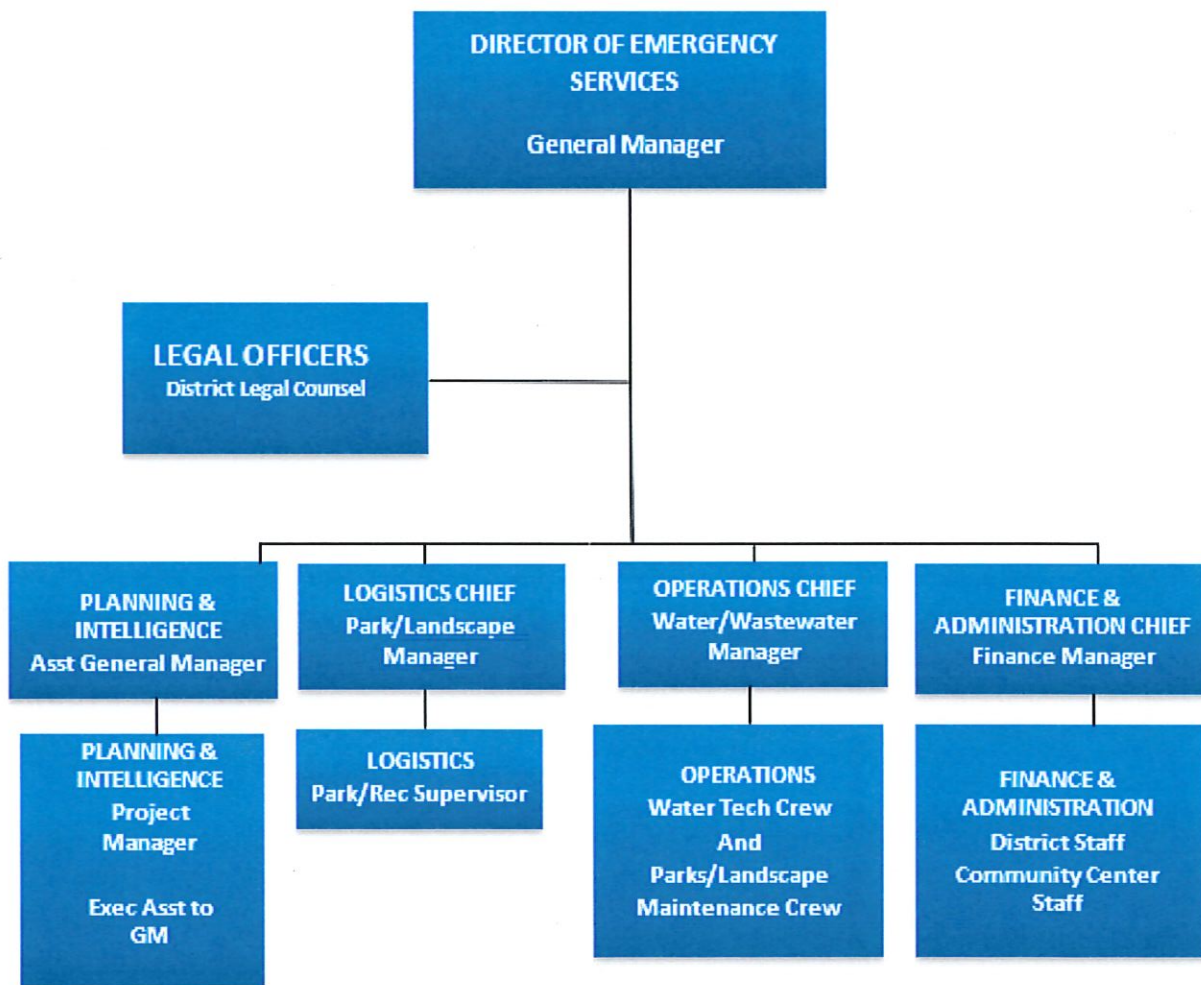 DIRECTOR OF EMERGENCY
SERVICES
General Manager
LEGAL OFFICERS
District Legal Counsel
PLANNING &
INTELLIGENCE
Asst General Manager
LOGISTICS CHIEF
Park/Landscape
Manager
OPERATIONS CHIEF
Water/Wastewater
Manager
FINANCE &
ADMINISTRATION CHIEF
Finance Manager
PLANNING &
INTELLIGENCE
Project
Manager
Exec Asst to
GM
LOGISTICS
Park/Rec Supervisor
OPERATIONS
Water Tech Crew
And
Parks/Landscape
Maintenance Crew
FINANCE &
ADMINISTRATION
District Staff
Community Center
Staff